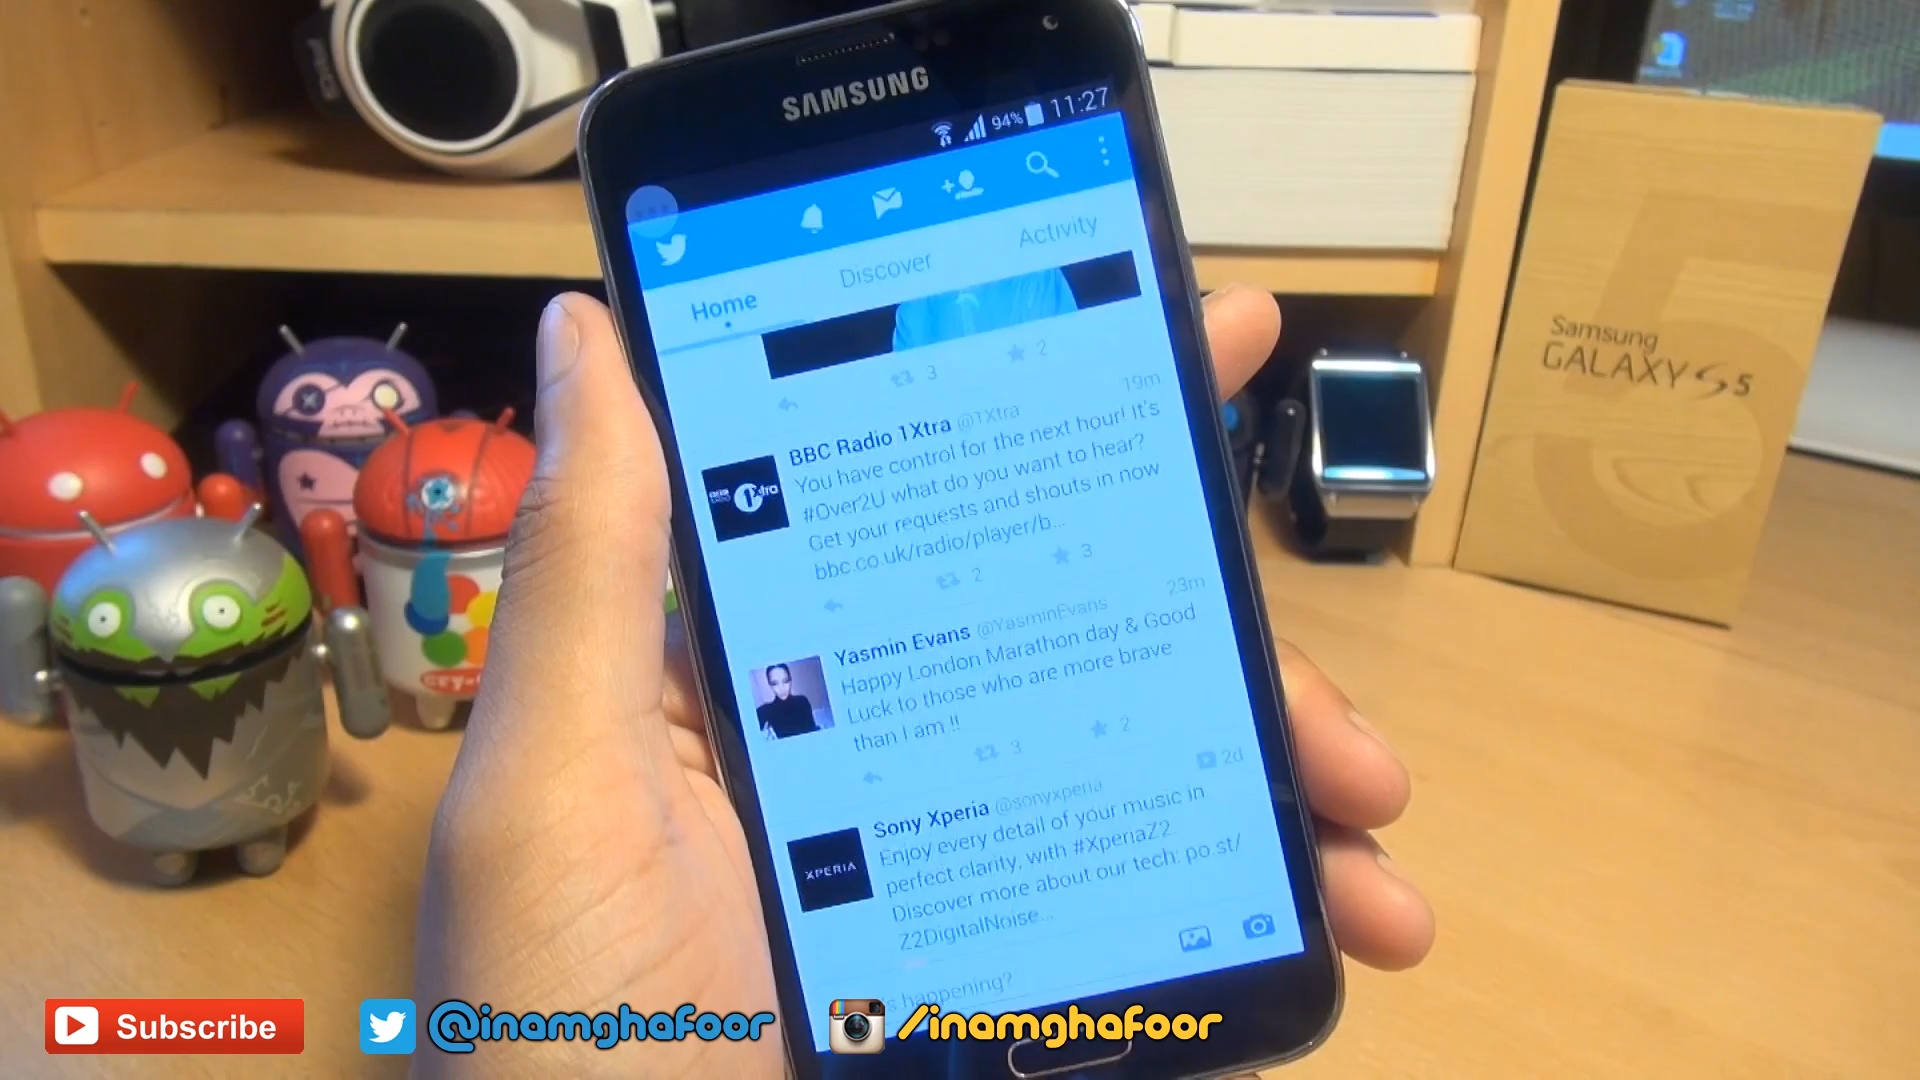 SAMSUNG
94% 11:27
Activity
Discover
Home
3 2
19m
BBC Radio 1Xtra @1Xtra
You have control for the next hour! It's
#Over2U what do you want to hear?
Get your requests and shouts in now
bbc.co.uk/radio/player/b...
2 3
23m
Yasmin Evans @YasminEvans
Happy London Marathon day & Good
Luck to those who are more brave
than I am !!
3 2
2d
Sony Xperia @sonyxperia
Enjoy every detail of your music in
perfect clarity, with #XperiaZ2
Discover more about our tech: po.st/
Z2DigitalNoise...
XPERIA
happening?
Samsung
GALAXY S5
5
Subscribe
@inamghafoor
/inamghafoor